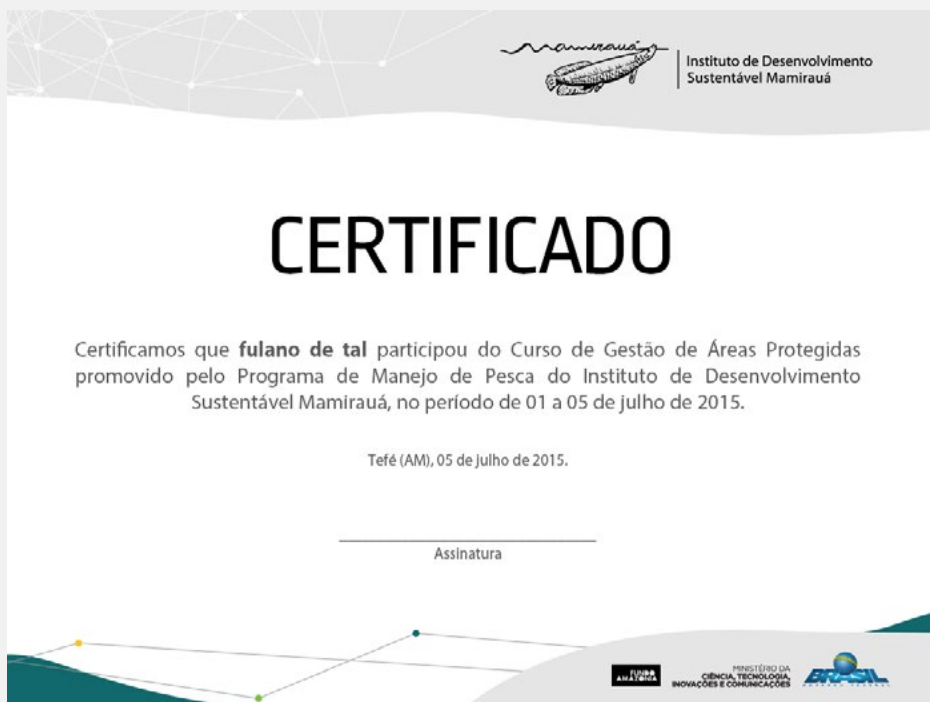 Mamirauá
Instituto de Desenvolvimento
Sustentável Mamirauá
CERTIFICADO
Certificamos que fulano de tal participou do Curso de Gestão de Áreas Protegidas
promovido pelo Programa de Manejo de Pesca do Instituto de Desenvolvimento
Sustentável Mamirauá, no período de 01 a 05 de julho de 2015.
Tefé (AM), 05 de julho de 2015.
Assinatura
FUNDO
AMAZÔNIA
MINISTÉRIO DA
CIÊNCIA, TECNOLOGIA,
INOVAÇÕES E COMUNICAÇÕES
BRASIL
GOVERNO FEDERAL